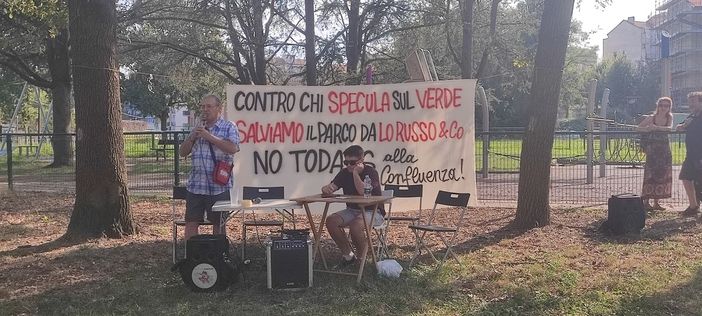 CONTRO CHI SPECULA SUL VERDE
SALVIAMO IL PARCO DA LO RUSSO & Co
NO TODAYS alla
Confluenza!